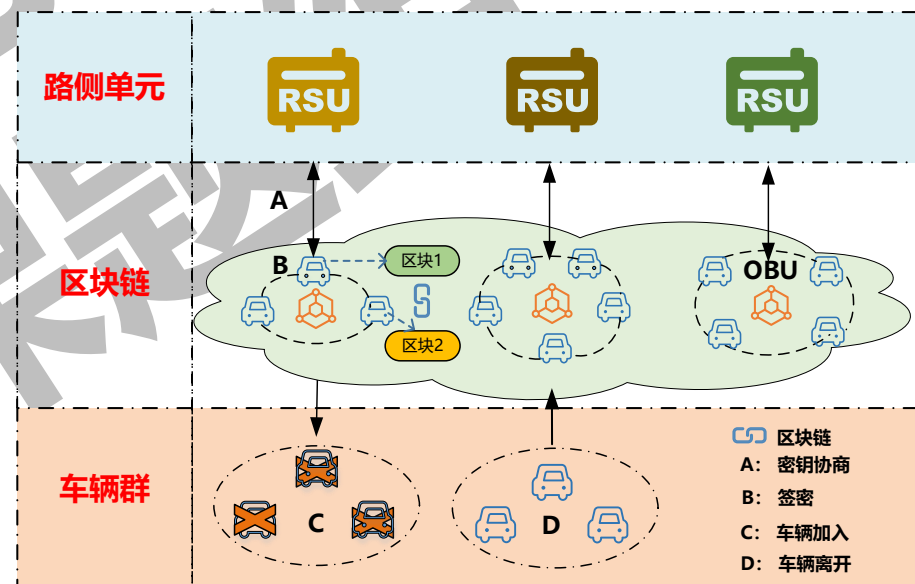 路侧单元
RSU
RSU
RSU
A
区块链
B
区块1
区块2
OBU
车辆群
C
D
区块链
A: 密钥协商
B: 签密
C: 车辆加入
D: 车辆离开